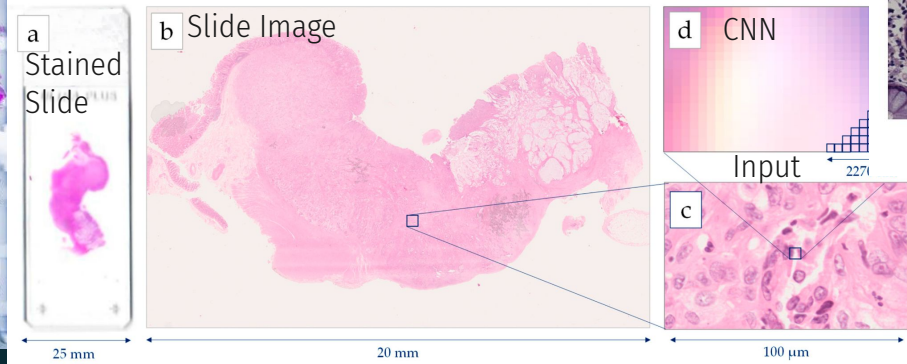 a
Stained
Slide
25 mm
b
Slide Image
20 mm
d
CNN
Input
c
100 µm